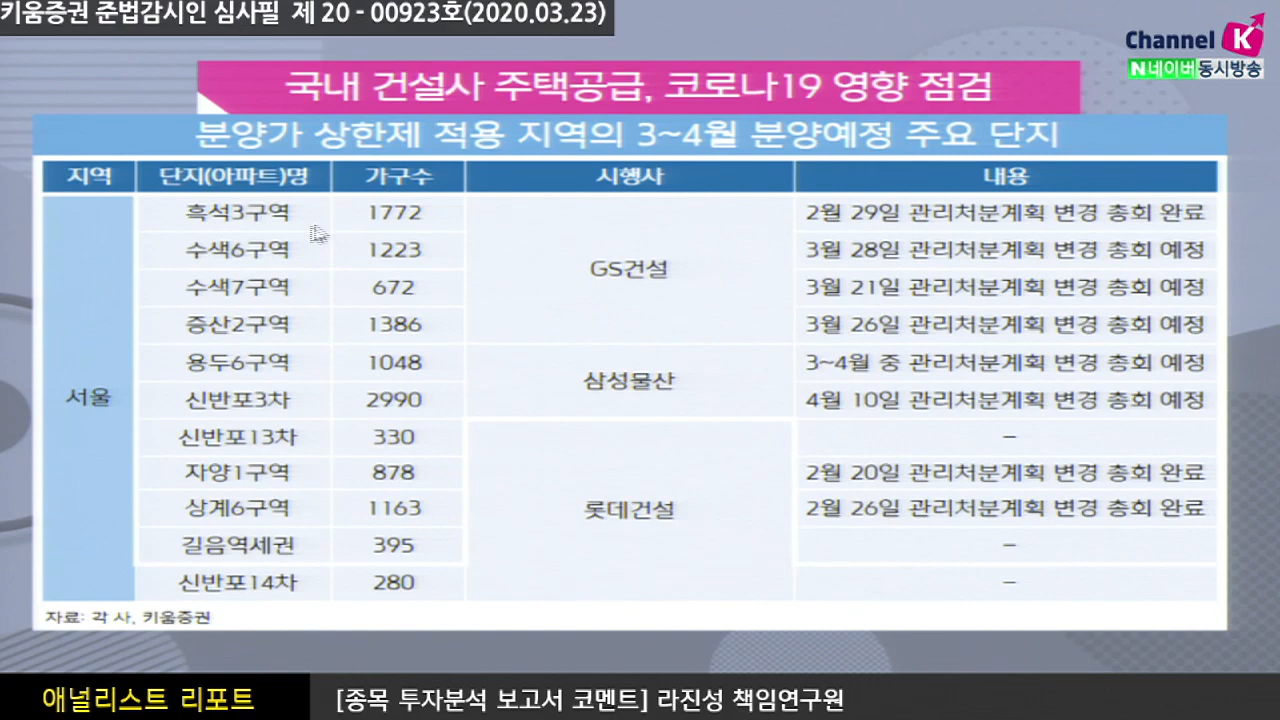 키움증권 준법감시인 심사필 제 20 - 00923호(2020.03.23)
Channel K
N네이버 동시방송
국내 건설사 주택공급, 코로나19 영향 점검
분양가 상한제 적용 지역의 3~4월 분양예정 주요 단지
지역 단지(아파트)명 가구수 시행사 내용
흑석3구역 1772 2월 29일 관리처분계획 변경 총회 완료
수색6구역 1223 3월 28일 관리처분계획 변경 총회 예정
GS건설
수색7구역 672 3월 21일 관리처분계획 변경 총회 예정
증산2구역 1386 3월 26일 관리처분계획 변경 총회 예정
용두6구역 1048 3~4월 중 관리처분계획 변경 총회 예정
삼성물산
서울 신반포3차 2990 4월 10일 관리처분계획 변경 총회 예정
신반포13차 330 -
자양1구역 878 2월 20일 관리처분계획 변경 총회 완료
상계6구역 1163 롯데건설 2월 26일 관리처분계획 변경 총회 완료
길음역세권 395 -
신반포14차 280 -
자료: 각 사, 키움증권
애널리스트 리포트 [종목 투자분석 보고서 코멘트] 라진성 책임연구원